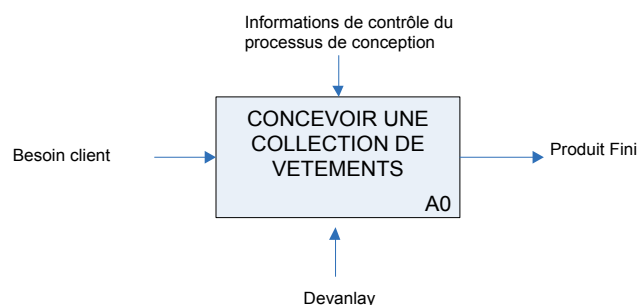 Informations de contrôle du
processus de conception
CONCEVOIR UNE
COLLECTION DE
VETEMENTS
Besoin client
Produit Fini
A0
Devanlay